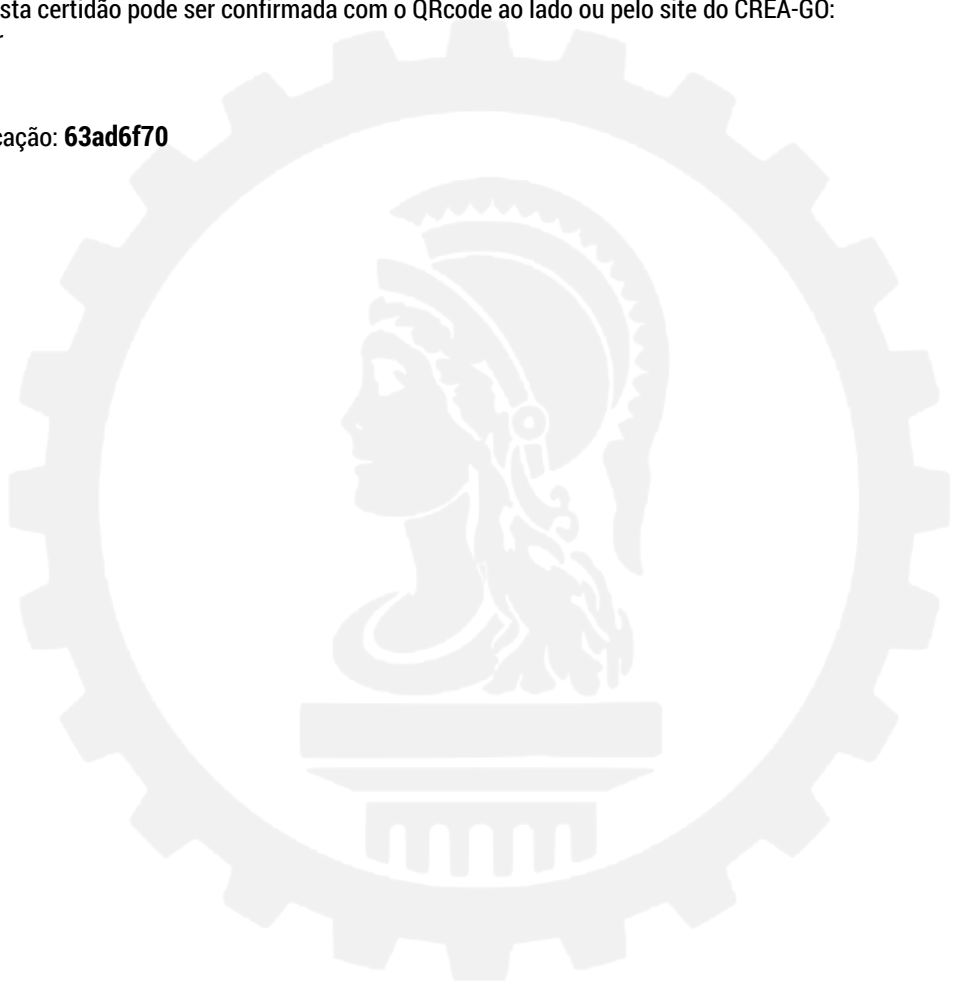 sta certidão pode ser confirmada com o QRcode ao lado ou pelo site do CREA-GO:
r
cação: 63ad6f70